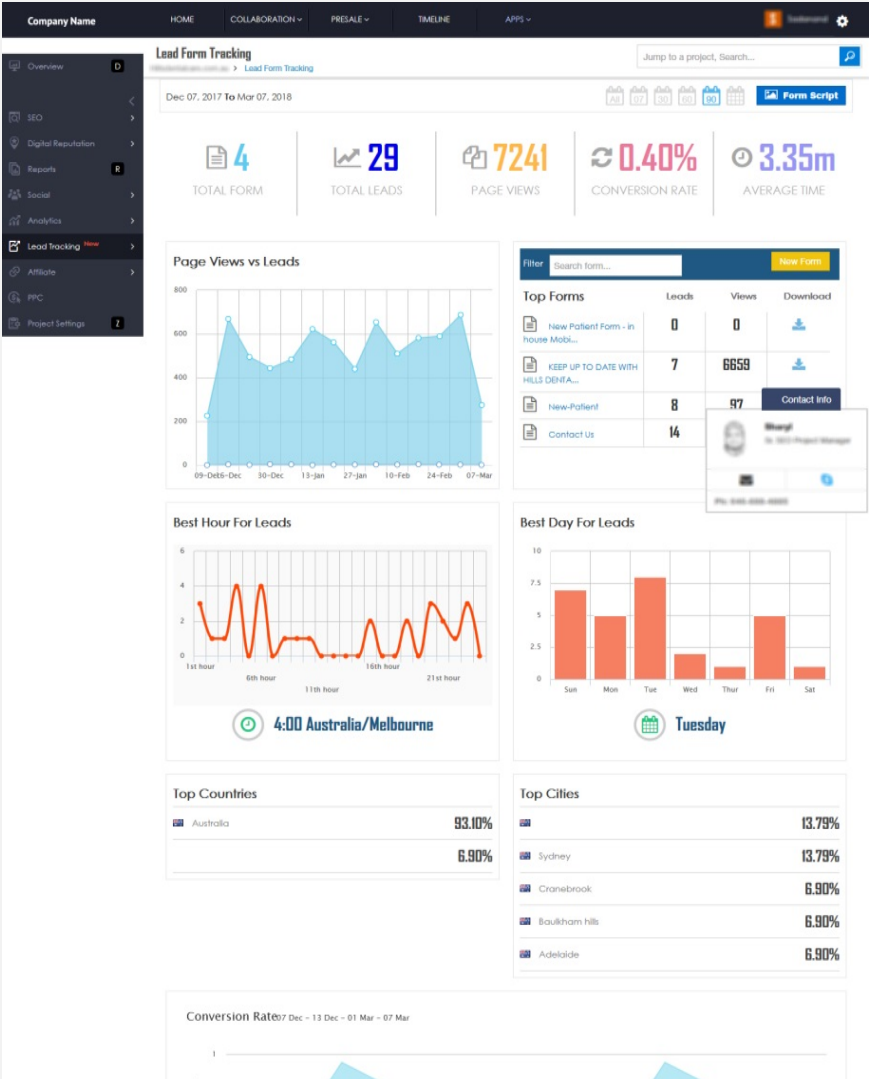 Company Name HOME COLLABORATION PRESALE TIMELINE APPS
Lead Form Tracking
Lead Form Tracking
Jump to a project, Search...
Overview D
SEO
Digital Reputation
Reports R
Social
Analytics
Lead Tracking New
Affiliate
PPC
Project Settings Z
Dec 07, 2017 To Mar 07, 2018
All 07 30 60 90
Form Script
4 29 7241 0.40% 3.35m
TOTAL FORM TOTAL LEADS PAGE VIEWS CONVERSION RATE AVERAGE TIME
Page Views vs Leads
800
600
400
200
0
30-Dec 13-Jan 27-Jan 10-Feb 24-Feb 07-Mar
Filter Search form... New Form
Top Forms Leads Views Download
New Patient Form - in
house Mobi... 0 0
KEEP UP TO DATE WITH
HILLS DENTA... 7 6659
New-Patient 8 97
Contact Us 14
Contact Info
Best Hour For Leads
6
4
2
0
1st hour 6th hour 11th hour 16th hour 21st hour
4:00 Australia/Melbourne
Best Day For Leads
10
7.5
5
2.5
0
Sun Mon Tue Wed Thur Fri Sat
Tuesday
Top Countries
Australia 93.10%
6.90%
Top Cities
13.79%
Sydney 13.79%
Cranebrook 6.90%
Baulkham hills 6.90%
Adelaide 6.90%
Conversion Rate 07 Dec - 13 Dec - 01 Mar - 07 Mar
1